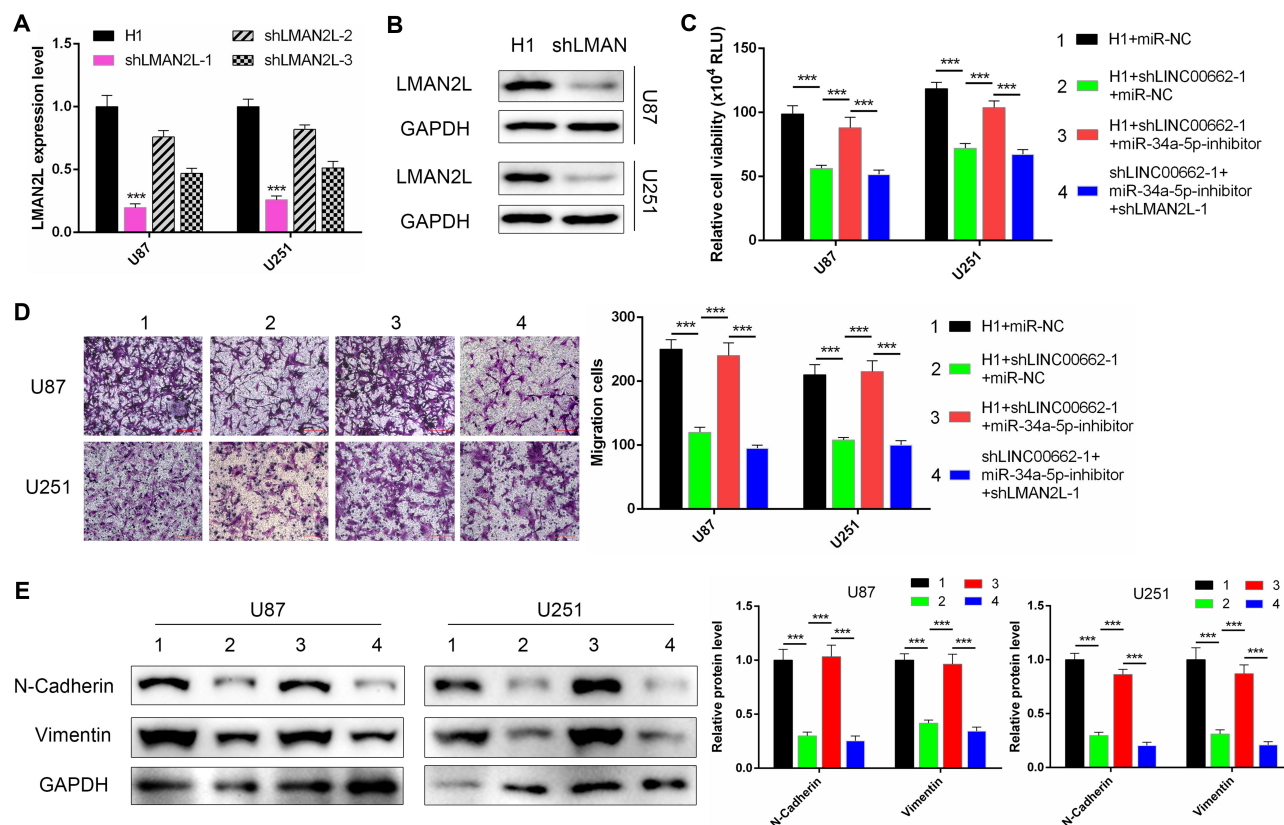 A
H1
shLMAN2L-2
shLMAN2L-1
shLMAN2L-3
LMAN2L expression level
1.5
1.0
0.5
0.0
***
***
U87
U251
B
H1 shLMAN
LMAN2L
GAPDH
U87
LMAN2L
GAPDH
U251
C
Relative cell viability (x10⁴ RLU)
150
100
50
0
*** *** ***
*** *** ***
U87
U251
1 H1+miR-NC
2 H1+shLINC00662-1
+miR-NC
3 H1+shLINC00662-1
+miR-34a-5p-inhibitor
4 shLINC00662-1+
miR-34a-5p-inhibitor
+shLMAN2L-1
D
1 2 3 4
U87
U251
Migration cells
300
200
100
0
*** *** ***
*** *** ***
U87
U251
1 H1+miR-NC
2 H1+shLINC00662-1
+miR-NC
3 H1+shLINC00662-1
+miR-34a-5p-inhibitor
4 shLINC00662-1+
miR-34a-5p-inhibitor
+shLMAN2L-1
E
U87
U251
1 2 3 4
1 2 3 4
N-Cadherin
Vimentin
GAPDH
U87
1 3
2 4
Relative protein level
1.5
1.0
0.5
0.0
*** *** ***
*** *** ***
N-Cadherin
Vimentin
U251
1 3
2 4
Relative protein level
1.5
1.0
0.5
0.0
*** *** ***
*** *** ***
N-Cadherin
Vimentin